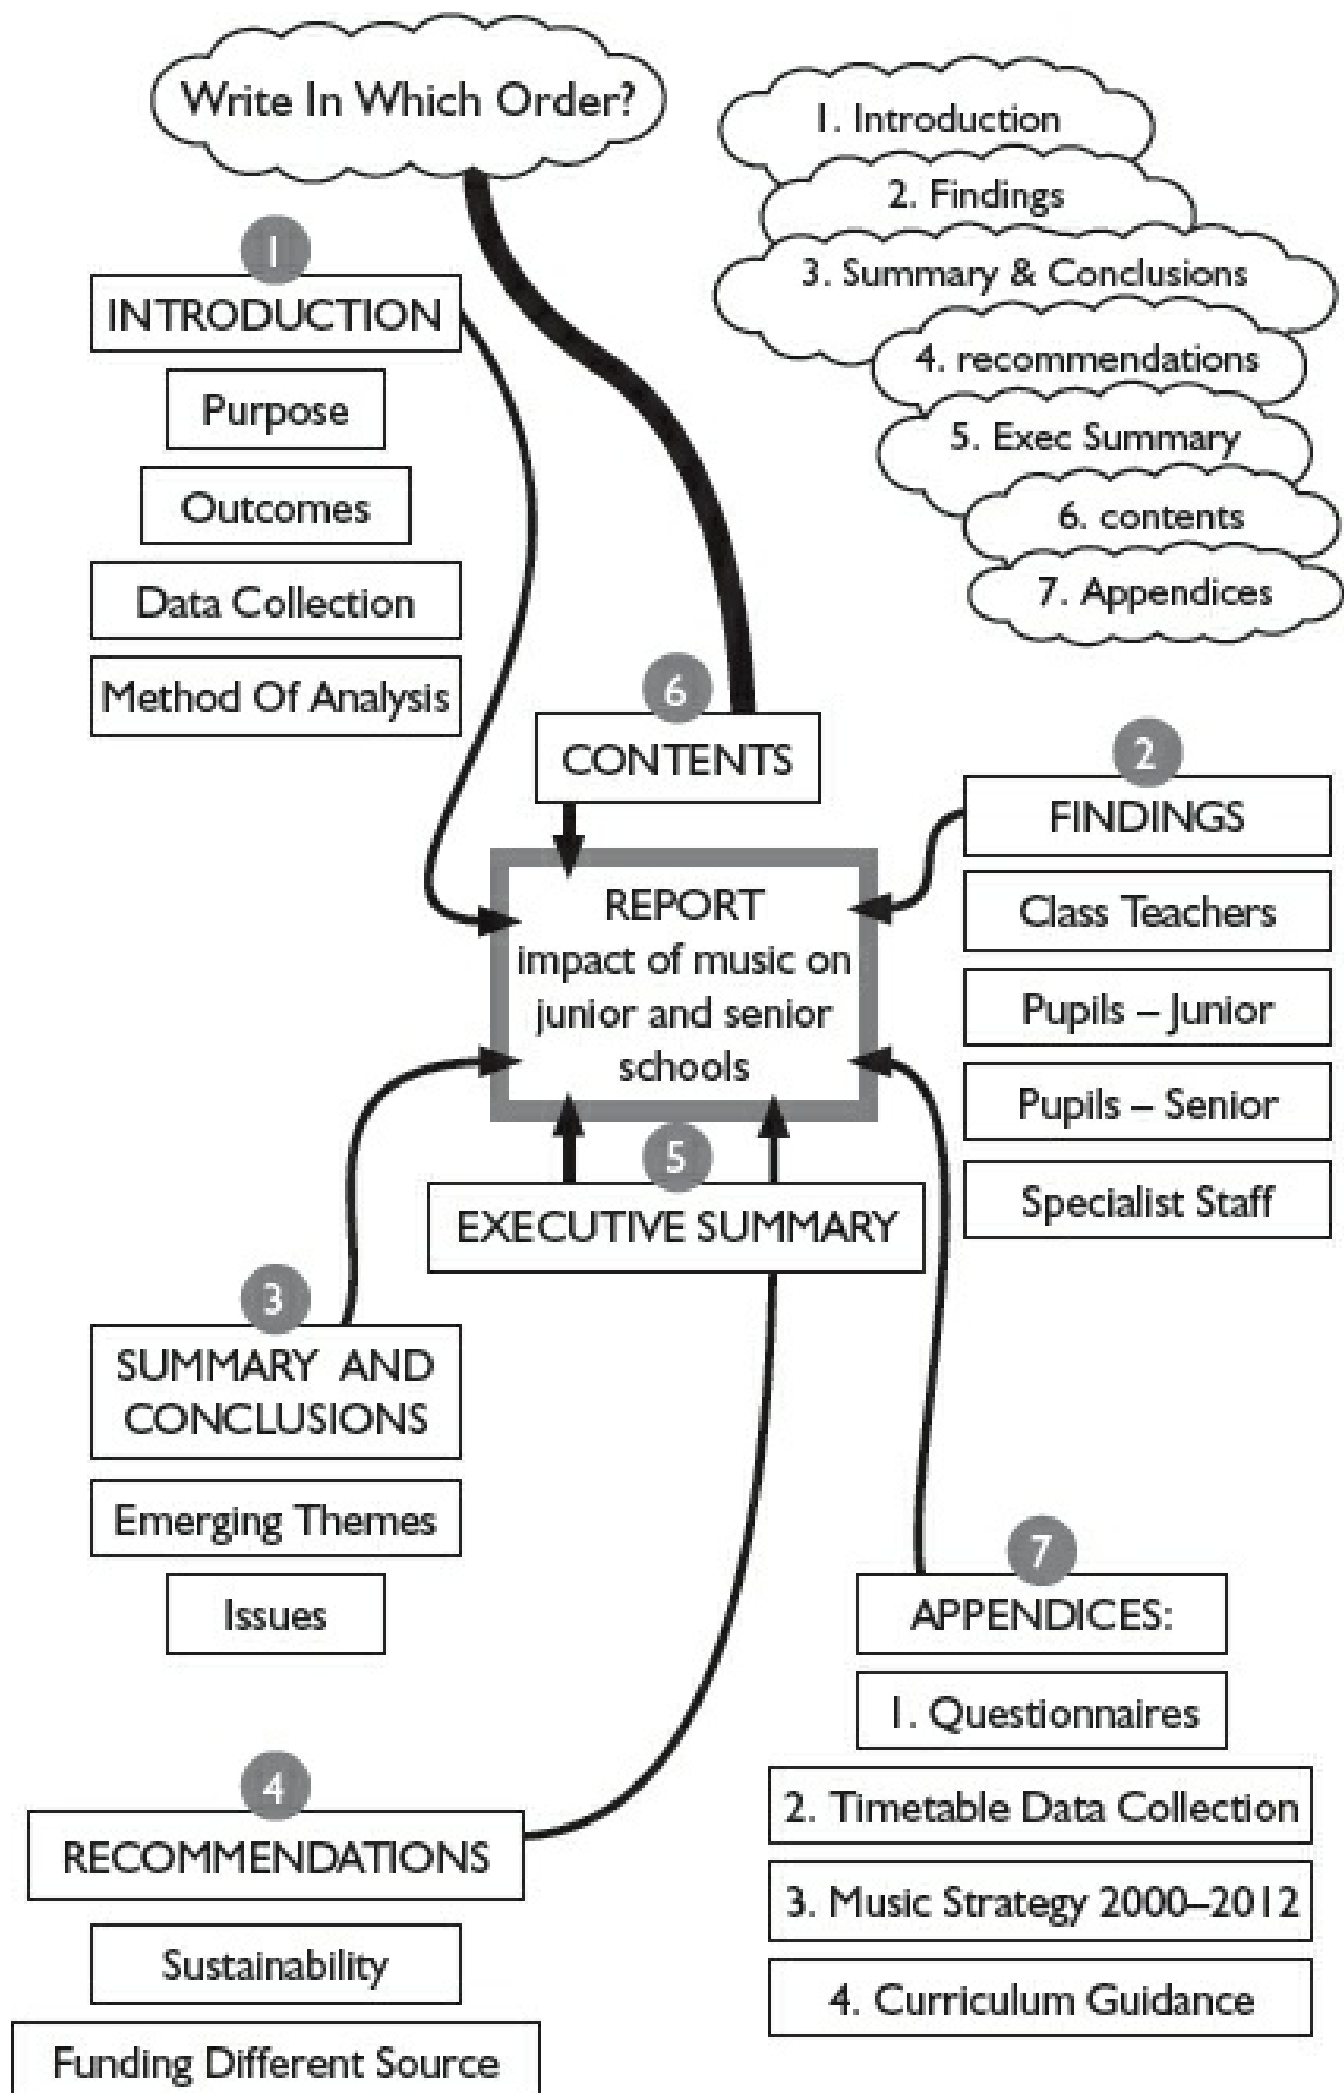 Write In Which Order?
1. Introduction
2. Findings
3. Summary & Conclusions
4. recommendations
5. Exec Summary
6. contents
7. Appendices
1
INTRODUCTION
Purpose
Outcomes
Data Collection
Method Of Analysis
6
CONTENTS
2
FINDINGS
Class Teachers
Pupils – Junior
Pupils – Senior
Specialist Staff
REPORT
impact of music on
junior and senior
schools
5
EXECUTIVE SUMMARY
3
SUMMARY AND
CONCLUSIONS
Emerging Themes
Issues
4
RECOMMENDATIONS
Sustainability
Funding Different Source
7
APPENDICES:
1. Questionnaires
2. Timetable Data Collection
3. Music Strategy 2000–2012
4. Curriculum Guidance